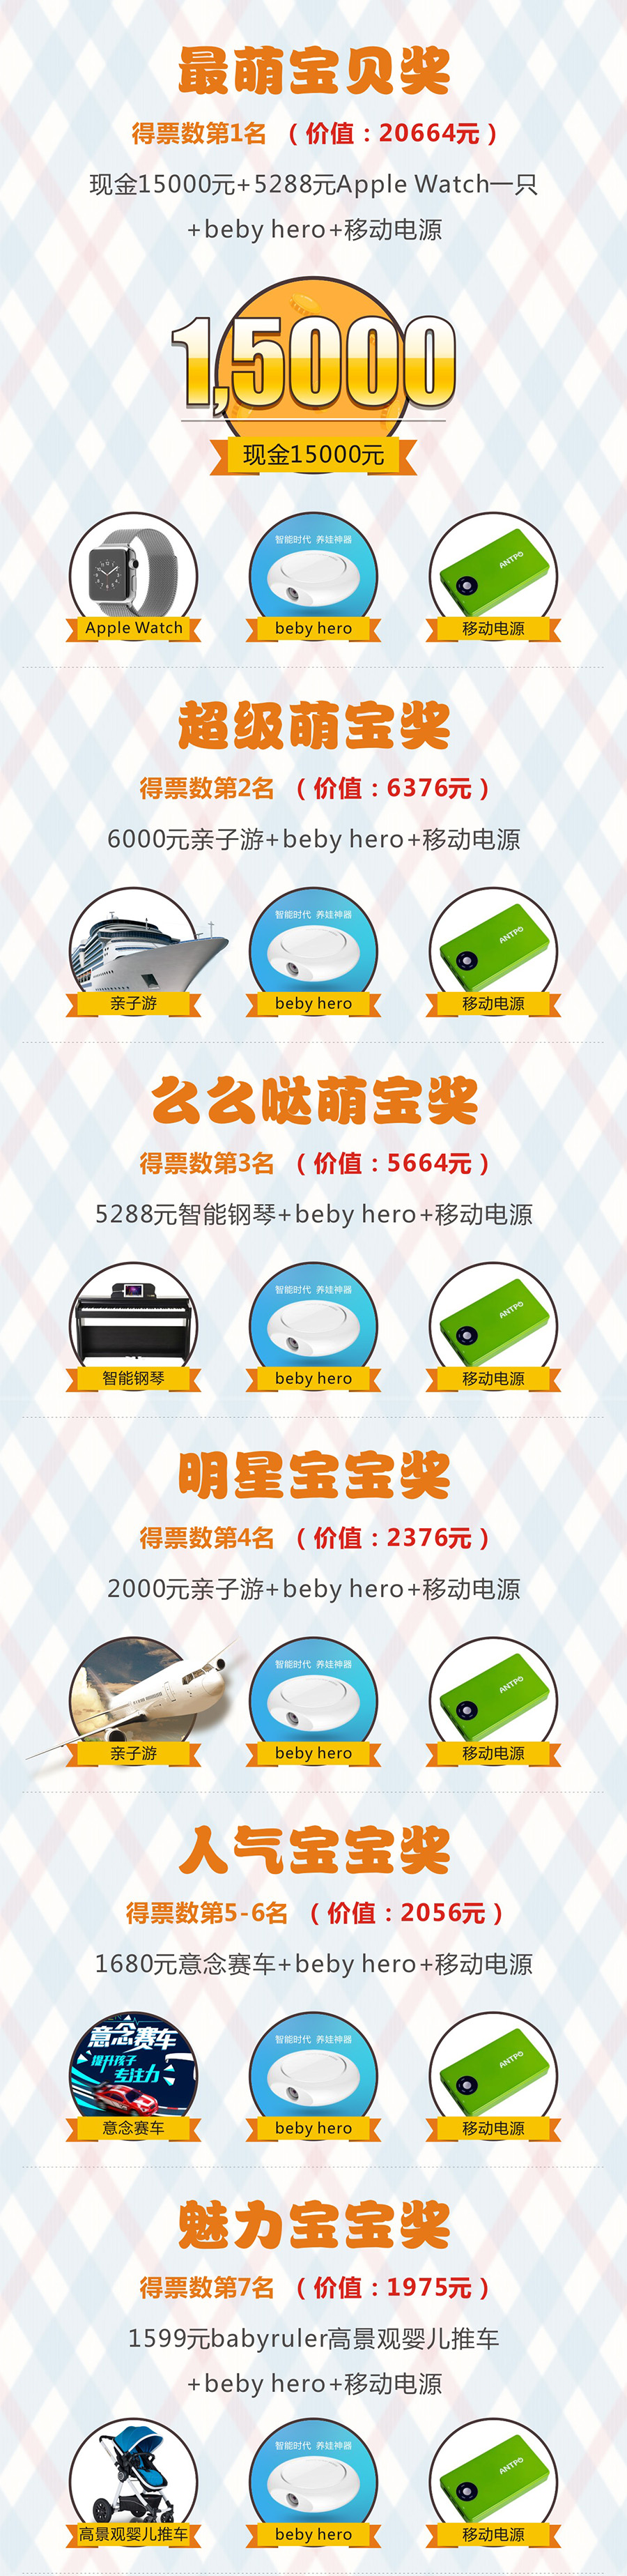 最萌宝贝奖
得票数第1名 （价值：20664元）
现金15000元+5288元Apple Watch一只
+beby hero+移动电源
1,5000
现金15000元
智能时代 养娃神器
ANTPO
Apple Watch
beby hero
移动电源
超级萌宝奖
得票数第2名 （价值：6376元）
6000元亲子游+beby hero+移动电源
智能时代 养娃神器
ANTPO
亲子游
beby hero
移动电源
么么哒萌宝奖
得票数第3名 （价值：5664元）
5288元智能钢琴+beby hero+移动电源
智能时代 养娃神器
ANTPO
智能钢琴
beby hero
移动电源
明星宝宝奖
得票数第4名 （价值：2376元）
2000元亲子游+beby hero+移动电源
智能时代 养娃神器
ANTPO
亲子游
beby hero
移动电源
人气宝宝奖
得票数第5-6名 （价值：2056元）
1680元意念赛车+beby hero+移动电源
意念赛车
提升孩子
专注力
智能时代 养娃神器
ANTPO
意念赛车
beby hero
移动电源
魅力宝宝奖
得票数第7名 （价值：1975元）
1599元babyruler高景观婴儿推车
+beby hero+移动电源
智能时代 养娃神器
ANTPO
高景观婴儿推车
beby hero
移动电源